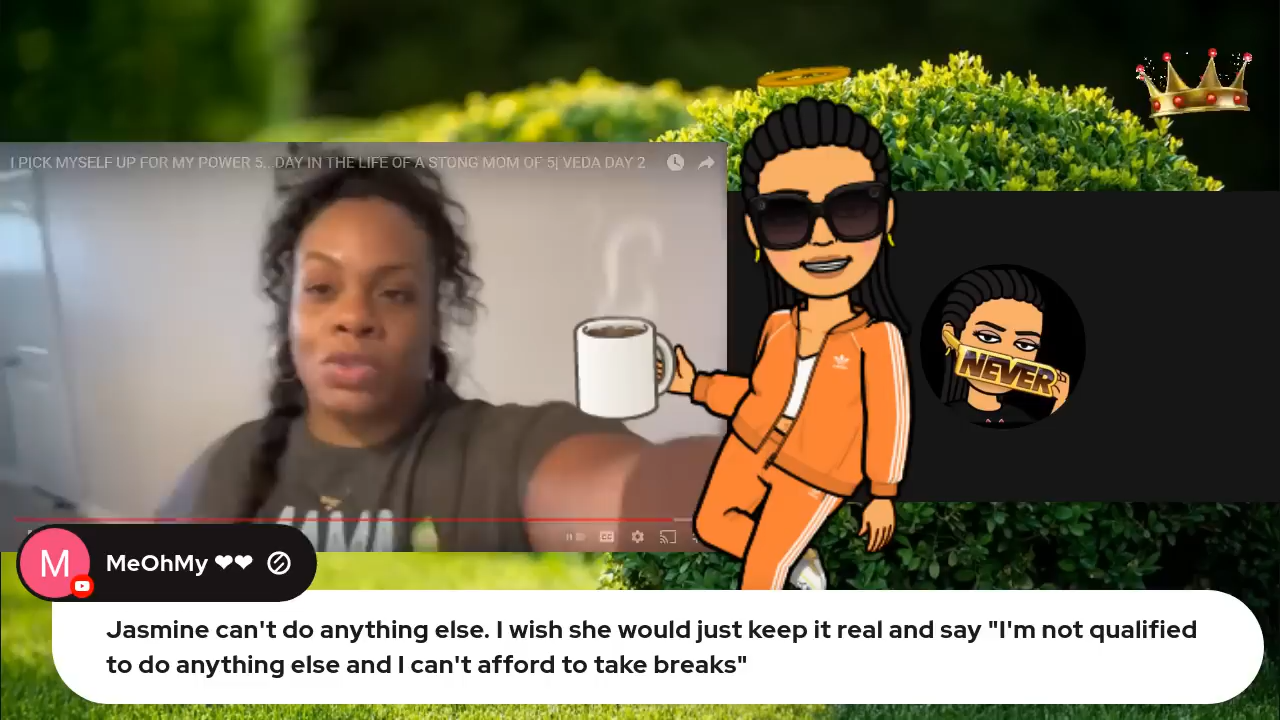 I PICK MYSELF UP FOR MY POWER 5...DAY IN THE LIFE OF A STONG MOM OF 5| VEDA DAY 2
NEVER
MAMA
CC
M
MeOhMy ❤❤
Jasmine can't do anything else. I wish she would just keep it real and say "I'm not qualified
to do anything else and I can't afford to take breaks"